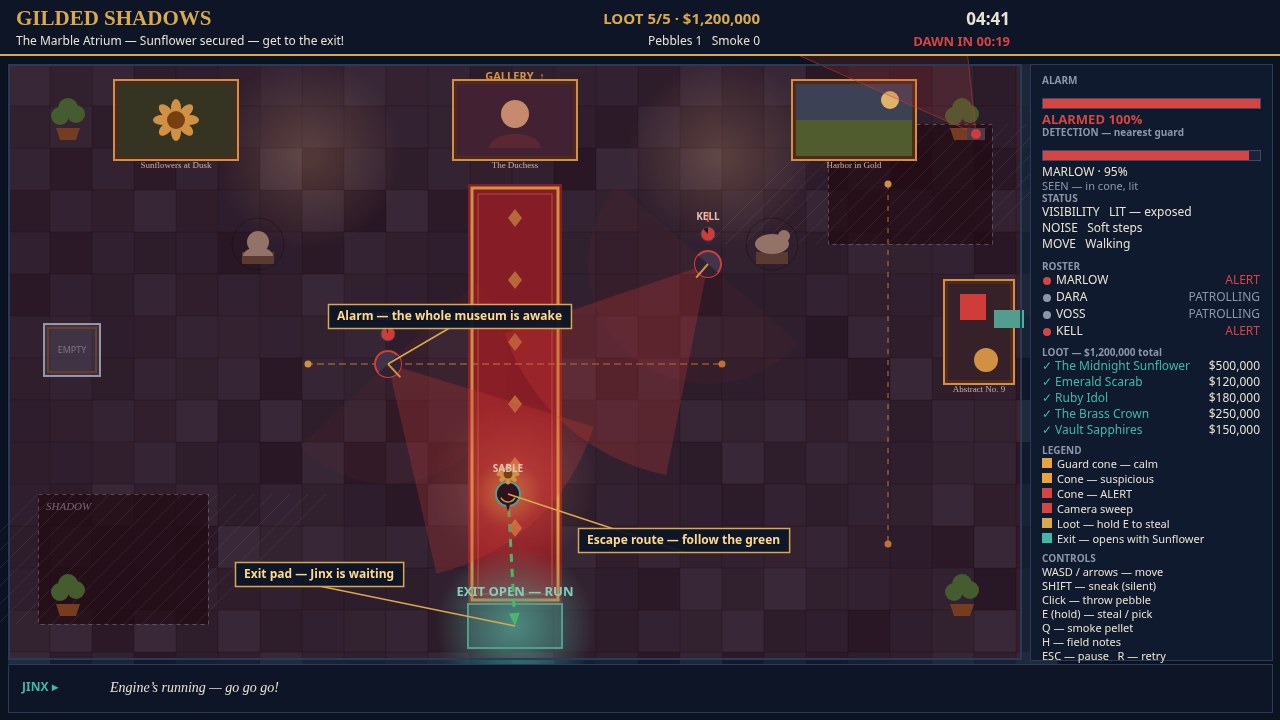 GILDED SHADOWS
The Marble Atrium — Sunflower secured — get to the exit!
LOOT 5/5 · $1,200,000
Pebbles 1 Smoke 0
04:41
DAWN IN 00:19
GALLERY ↑
Sunflowers at Dusk
The Duchess
Harbor in Gold
KELL
Alarm — the whole museum is awake
EMPTY
Abstract No. 9
SABLE
SHADOW
Escape route — follow the green
Exit pad — Jinx is waiting
EXIT OPEN — RUN
ALARM
ALARMED 100%
DETECTION — nearest guard
MARLOW · 95%
SEEN — in cone, lit
STATUS
VISIBILITY LIT — exposed
NOISE Soft steps
MOVE Walking
ROSTER
MARLOW ALERT
DARA PATROLLING
VOSS PATROLLING
KELL ALERT
LOOT — $1,200,000 total
✓ The Midnight Sunflower $500,000
✓ Emerald Scarab $120,000
✓ Ruby Idol $180,000
✓ The Brass Crown $250,000
✓ Vault Sapphires $150,000
LEGEND
Guard cone — calm
Cone — suspicious
Cone — ALERT
Camera sweep
Loot — hold E to steal
Exit — opens with Sunflower
CONTROLS
WASD / arrows — move
SHIFT — sneak (silent)
Click — throw pebble
E (hold) — steal / pick
Q — smoke pellet
H — field notes
ESC — pause R — retry
JINX ▸
Engine's running — go go go!